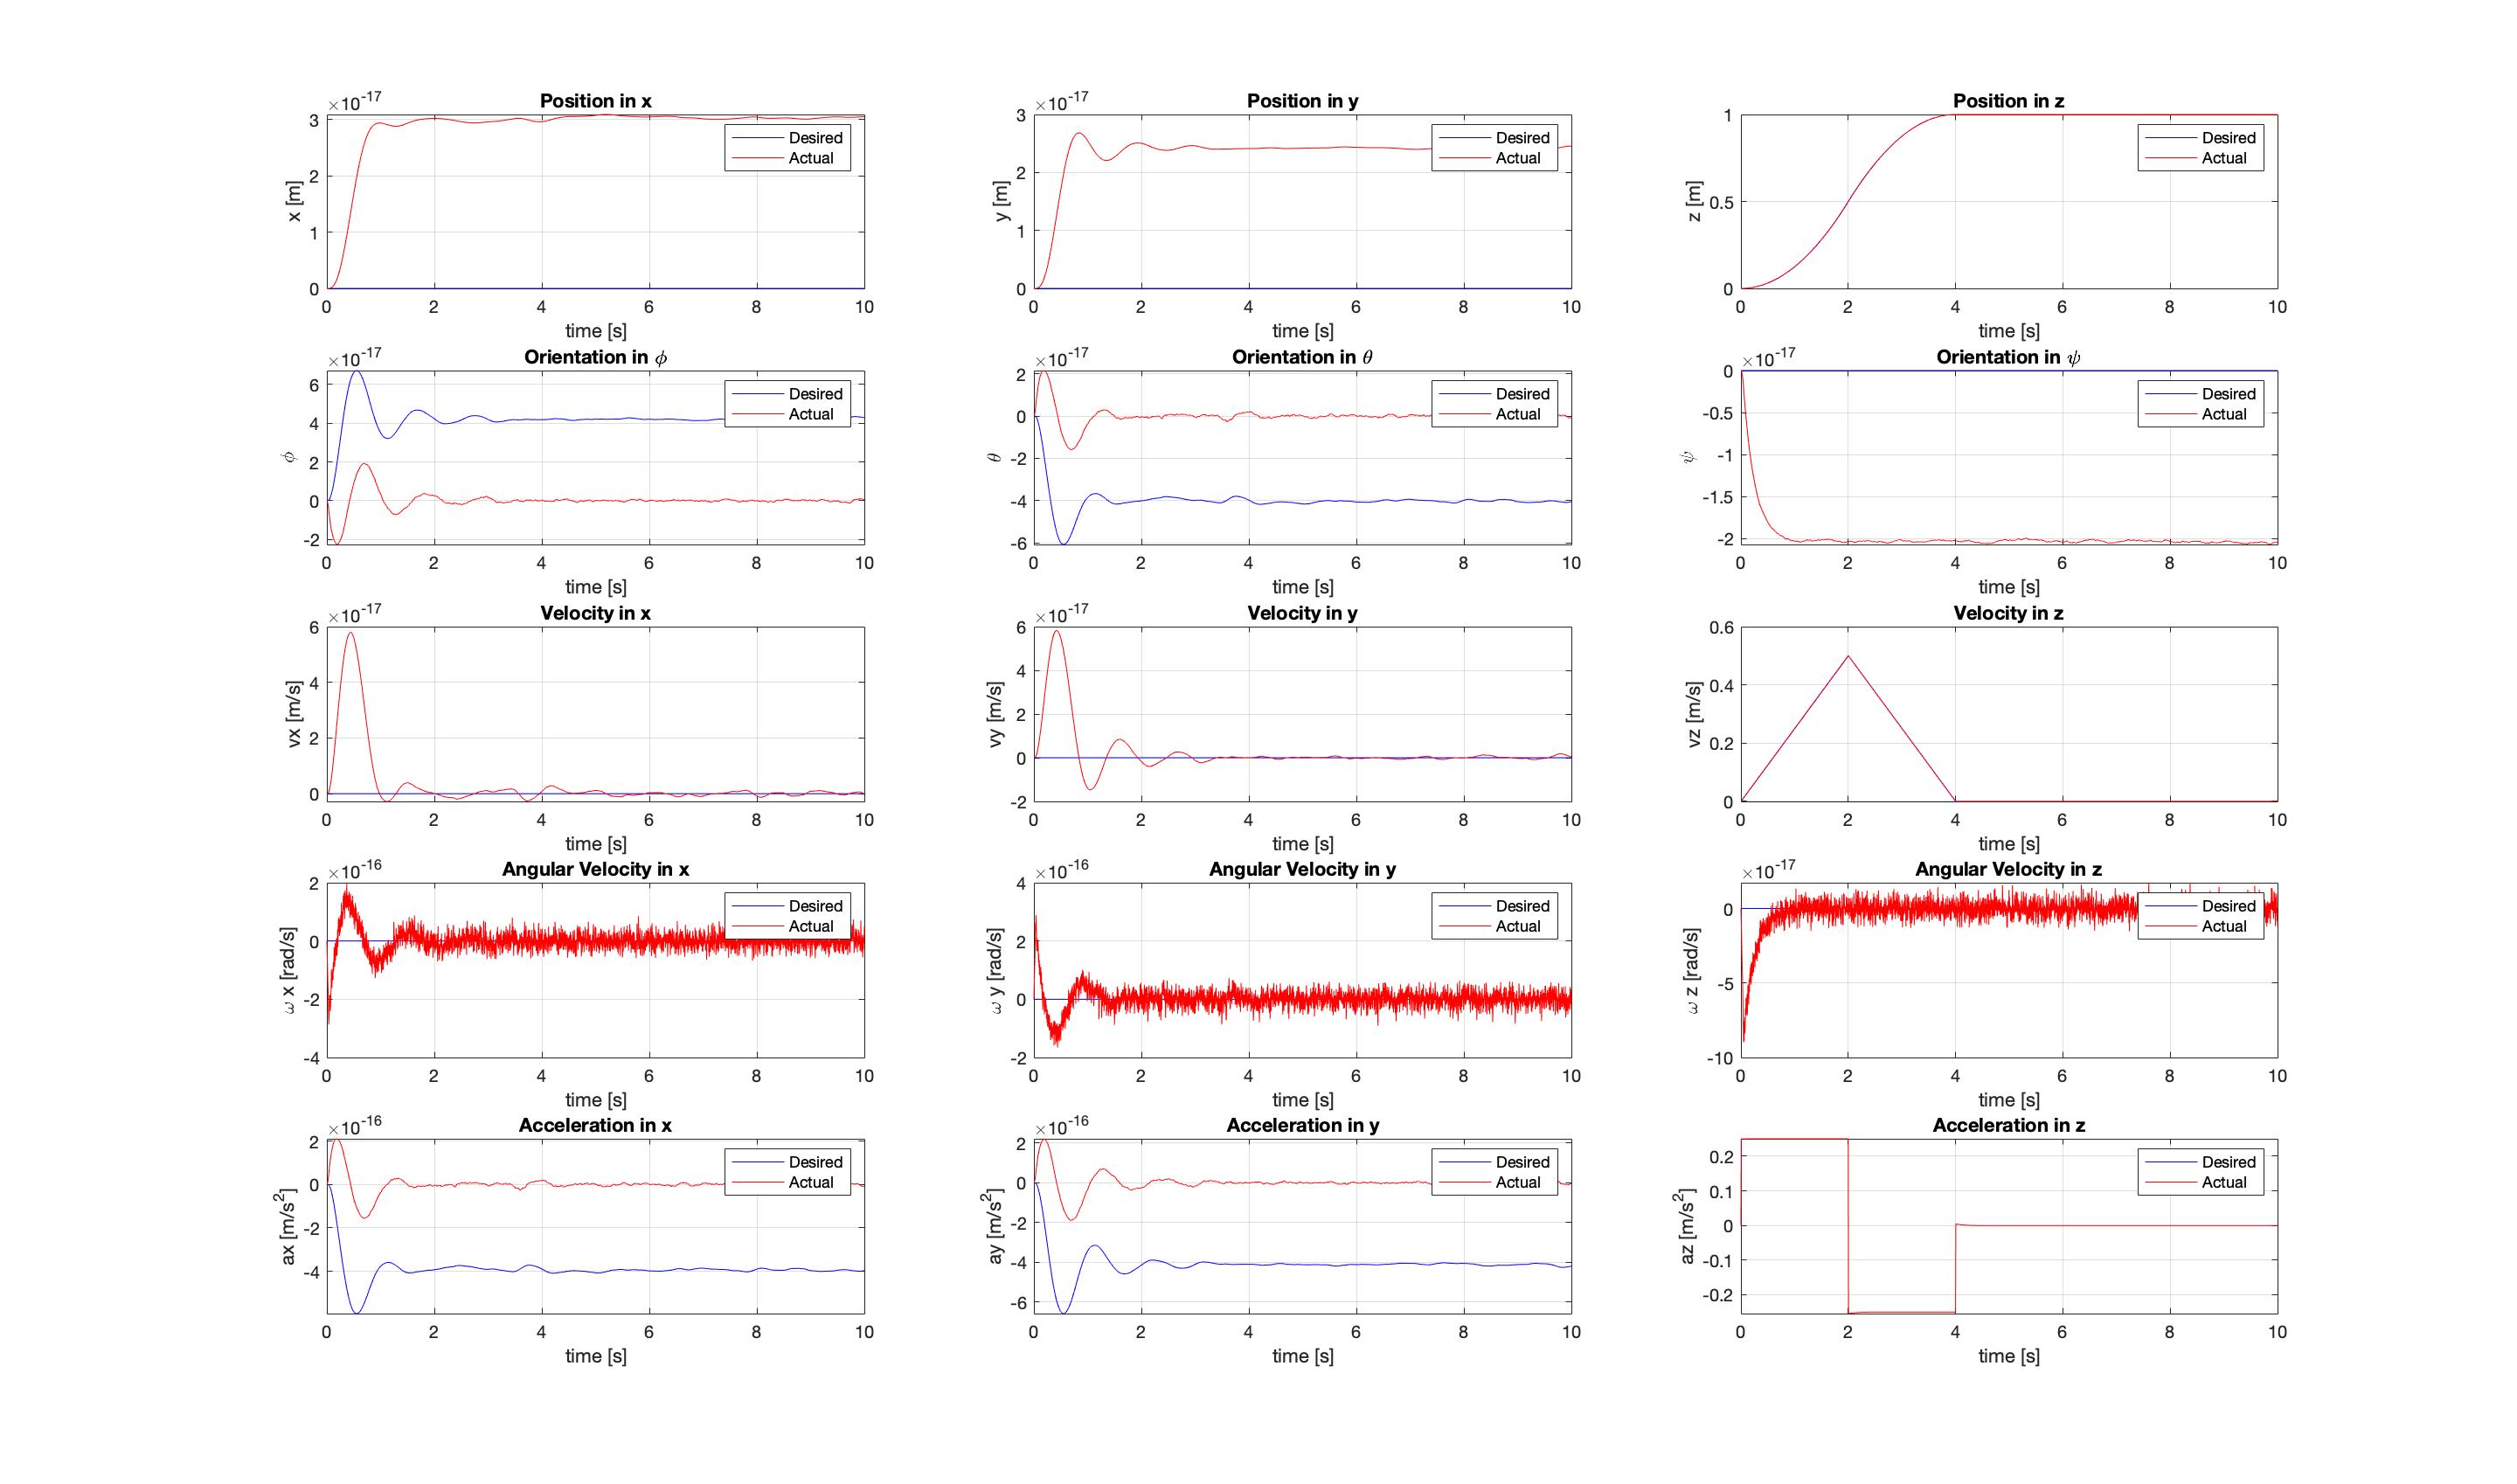 ×10⁻¹⁷
Position in x
3
2
1
0
x [m]
Desired
Actual
0 2 4 6 8 10
time [s]
×10⁻¹⁷
Position in y
3
2
1
0
y [m]
Desired
Actual
0 2 4 6 8 10
time [s]
Position in z
1
0.5
0
z [m]
Desired
Actual
0 2 4 6 8 10
time [s]
×10⁻¹⁷
Orientation in ϕ
6
4
2
0
-2
ϕ
Desired
Actual
0 2 4 6 8 10
time [s]
×10⁻¹⁷
Orientation in θ
2
0
-2
-4
-6
θ
Desired
Actual
0 2 4 6 8 10
time [s]
×10⁻¹⁷
Orientation in ψ
0
-0.5
-1
-1.5
-2
ψ
Desired
Actual
0 2 4 6 8 10
time [s]
×10⁻¹⁷
Velocity in x
6
4
2
0
vx [m/s]
0 2 4 6 8 10
time [s]
×10⁻¹⁷
Velocity in y
6
4
2
0
-2
vy [m/s]
0 2 4 6 8 10
time [s]
Velocity in z
0.6
0.4
0.2
0
vz [m/s]
0 2 4 6 8 10
time [s]
×10⁻¹⁶
Angular Velocity in x
2
0
-2
-4
ω x [rad/s]
Desired
Actual
0 2 4 6 8 10
time [s]
×10⁻¹⁶
Angular Velocity in y
4
2
0
-2
ω y [rad/s]
Desired
Actual
0 2 4 6 8 10
time [s]
×10⁻¹⁷
Angular Velocity in z
0
-5
-10
ω z [rad/s]
Desired
Actual
0 2 4 6 8 10
time [s]
×10⁻¹⁶
Acceleration in x
2
0
-2
-4
ax [m/s²]
Desired
Actual
0 2 4 6 8 10
time [s]
×10⁻¹⁶
Acceleration in y
2
0
-2
-4
-6
ay [m/s²]
Desired
Actual
0 2 4 6 8 10
time [s]
Acceleration in z
0.2
0.1
0
-0.1
-0.2
az [m/s²]
Desired
Actual
0 2 4 6 8 10
time [s]